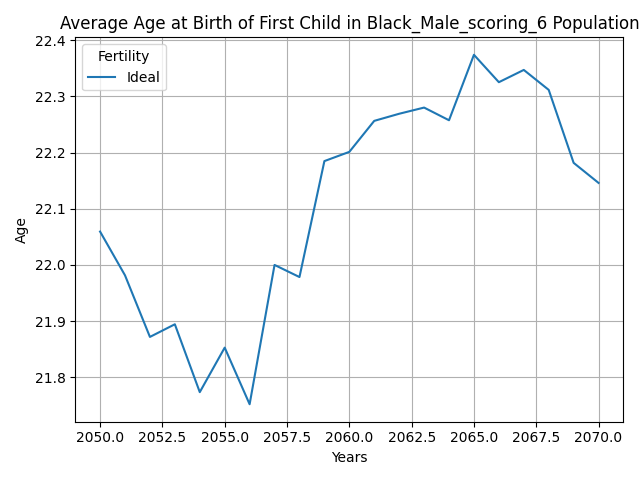 Average Age at Birth of First Child in Black_Male_scoring_6 Population
Fertility
Ideal
22.4
22.3
22.2
22.1
22.0
21.9
21.8
Age
2050.0 2052.5 2055.0 2057.5 2060.0 2062.5 2065.0 2067.5 2070.0
Years